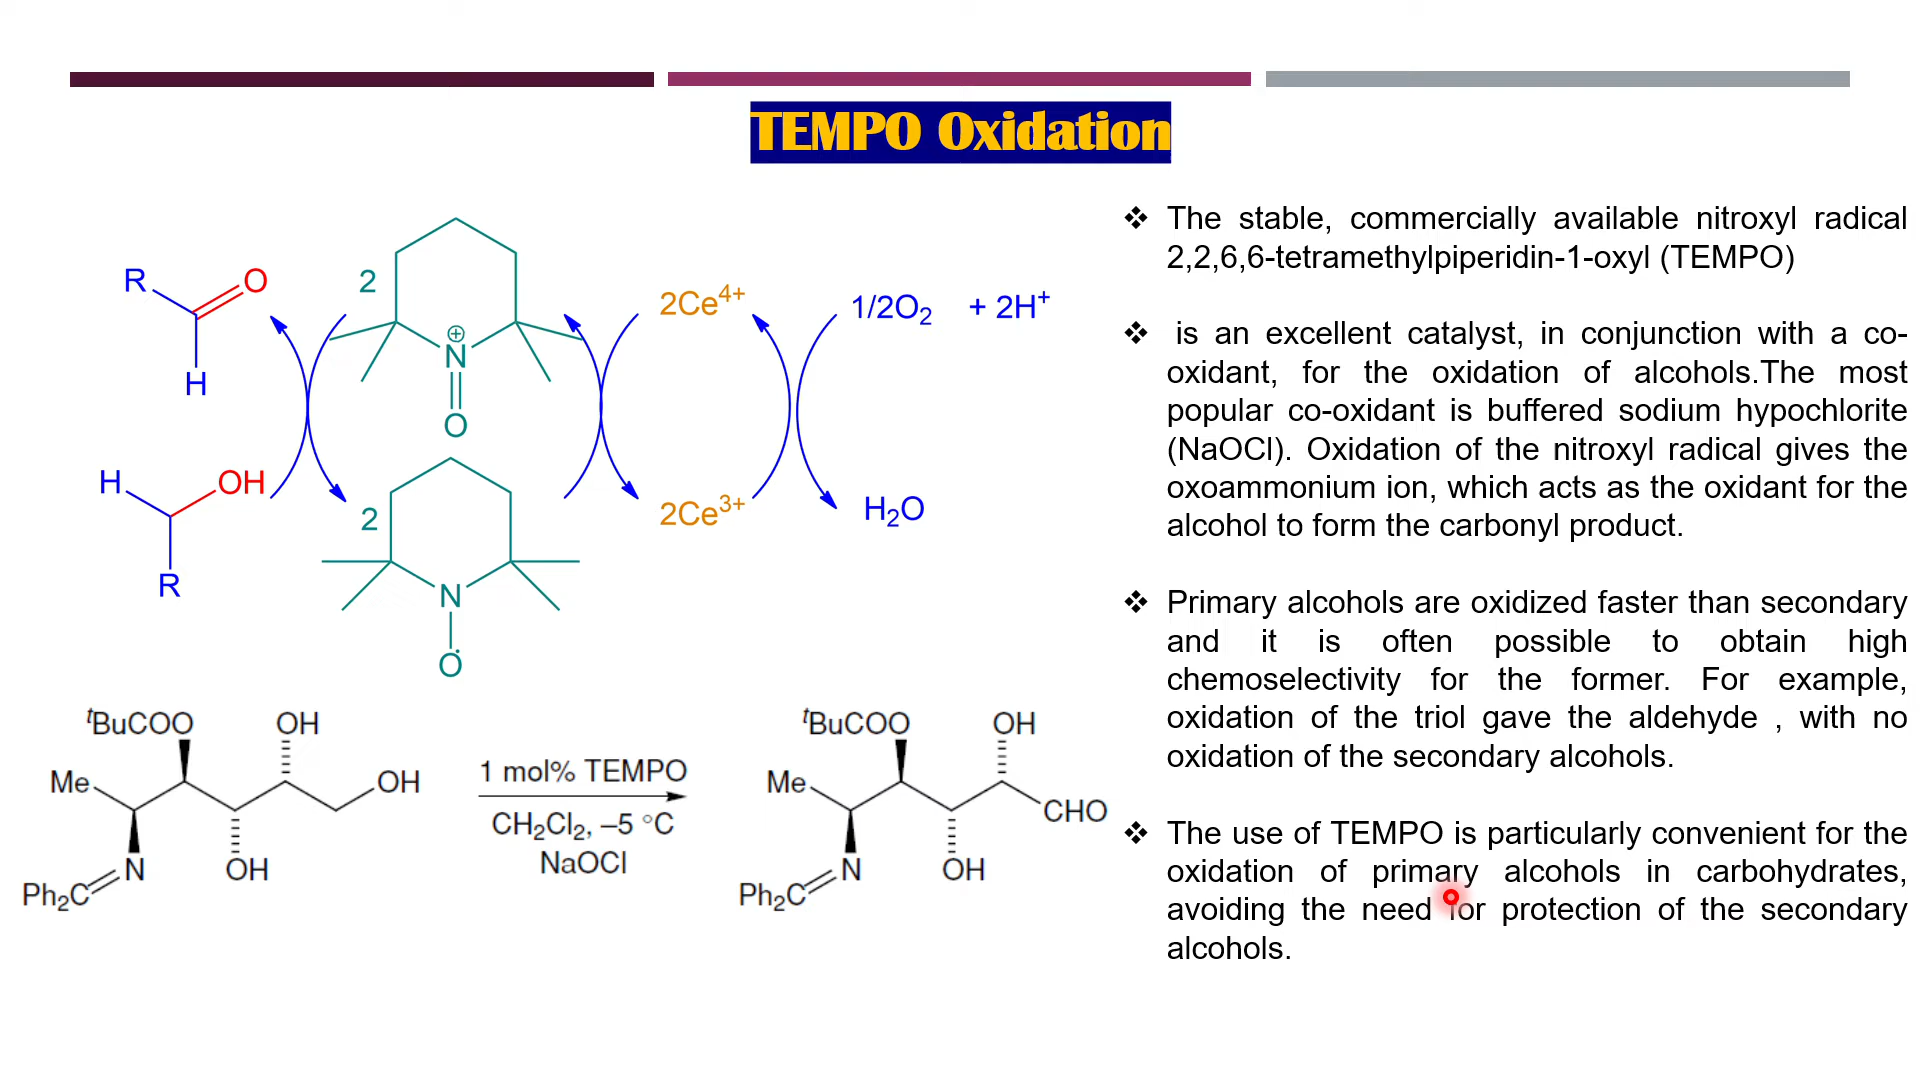 TEMPO Oxidation
R
O
H
2
N
⊕
O
2Ce⁴⁺
1/2O₂ + 2H⁺
H
OH
R
2
N
O·
2Ce³⁺
H₂O
❖ The stable, commercially available nitroxyl radical
2,2,6,6-tetramethylpiperidin-1-oxyl (TEMPO)
❖ is an excellent catalyst, in conjunction with a co-
oxidant, for the oxidation of alcohols.The most
popular co-oxidant is buffered sodium hypochlorite
(NaOCl). Oxidation of the nitroxyl radical gives the
oxoammonium ion, which acts as the oxidant for the
alcohol to form the carbonyl product.
❖ Primary alcohols are oxidized faster than secondary
and it is often possible to obtain high
chemoselectivity for the former. For example,
oxidation of the triol gave the aldehyde , with no
oxidation of the secondary alcohols.
❖ The use of TEMPO is particularly convenient for the
oxidation of primary alcohols in carbohydrates,
avoiding the need for protection of the secondary
alcohols.
ᵗBuCOO
OH
Me
OH
N
OH
Ph₂C
1 mol% TEMPO
CH₂Cl₂, –5 °C
NaOCl
ᵗBuCOO
OH
Me
CHO
N
OH
Ph₂C